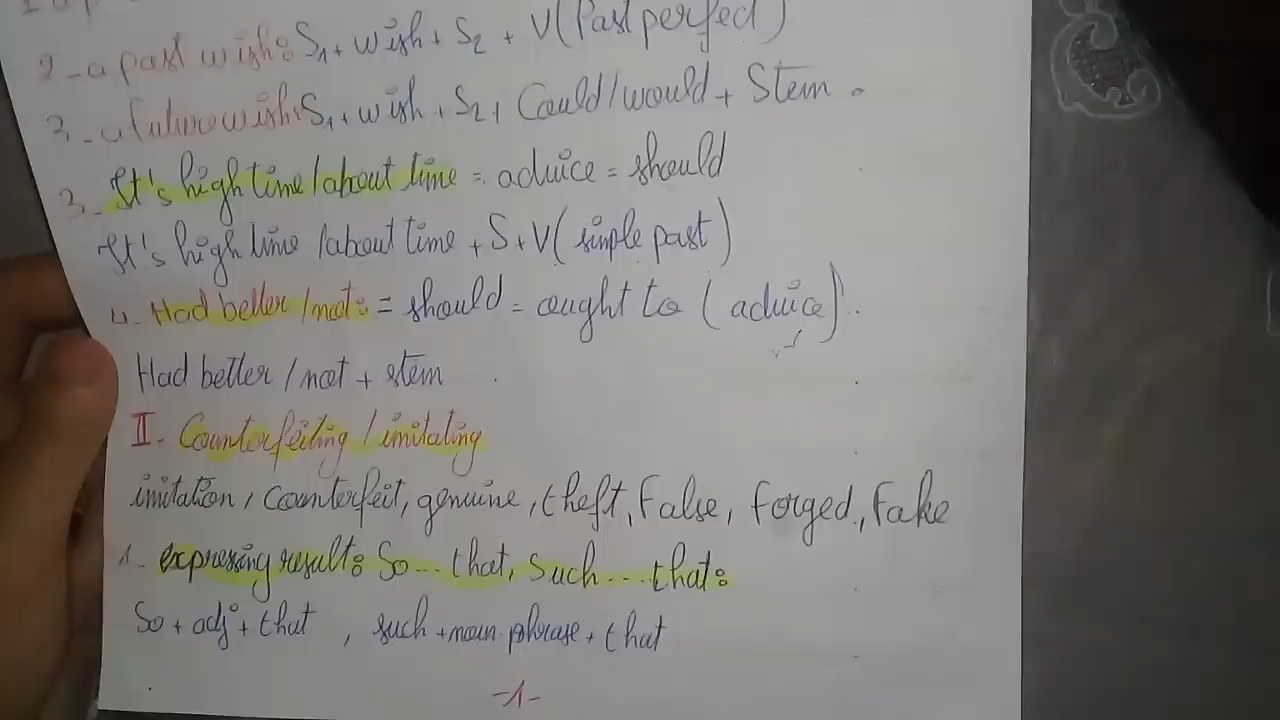 2-a past wish: S1+ wish + S2 + V(Past perfect)
3-a future wish: S1+ wish + S2+ Could/would + Stem.
3- It's high time/about time = advice = should
It's high time /about time + S+V(simple past)
4. Had better/not: = should = ought to (advice).
Had better / not + stem
II- Counterfeiting / imitating
imitation, counterfeit, genuine, theft, False, Forged, Fake
1- expressing result: So...that, Such...that:
So + adj + that , such + noun phrase + that
-1-